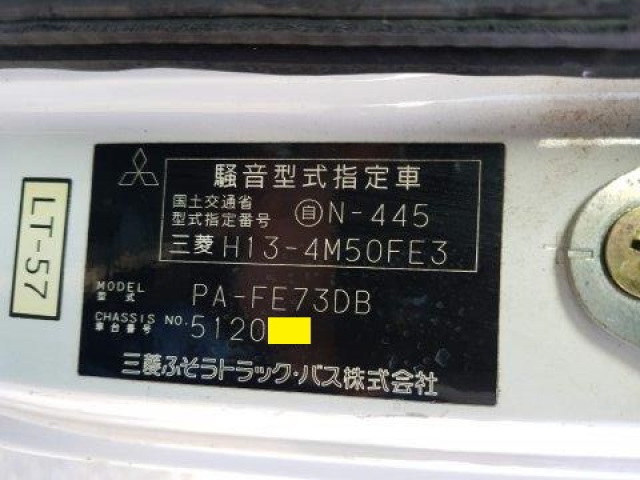 騒音型式指定車
国土交通省
型式指定番号 自N-445
三菱 H13-4M50FE3
MODEL
型式 PA-FE73DB
CHASSIS NO.
車台番号 5120
三菱ふそうトラック・バス株式会社
LT-57